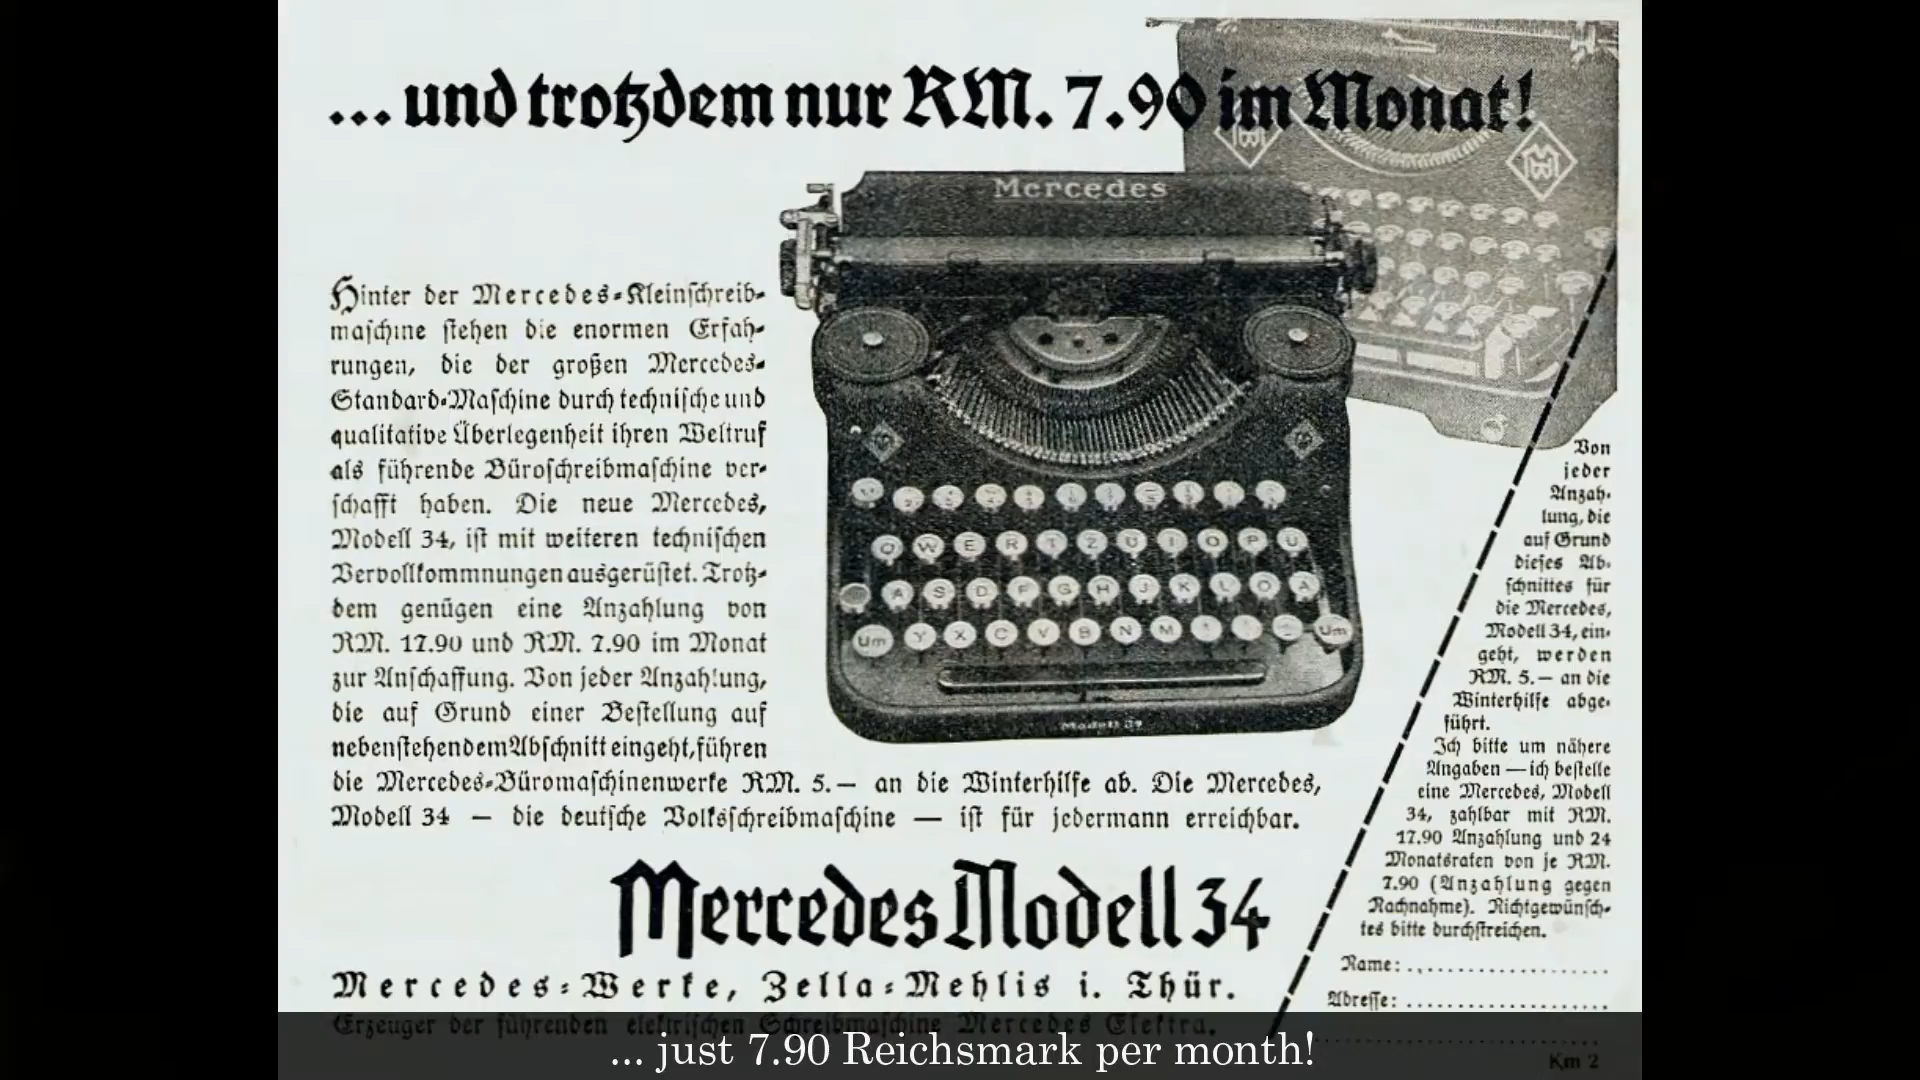 ... und trotzdem nur RM. 7.90 im Monat!
Mercedes
Hinter der Mercedes-Kleinschreib-
maschine stehen die enormen Erfah-
rungen, die der großen Mercedes-
Standard-Maschine durch technische und
qualitative Überlegenheit ihren Weltruf
als führende Büroschreibmaschine ver-
schafft haben. Die neue Mercedes,
Modell 34, ist mit weiteren technischen
Vervollkommnungen ausgerüstet. Trotz-
dem genügen eine Anzahlung von
RM. 17.90 und RM. 7.90 im Monat
zur Anschaffung. Von jeder Anzahlung,
die auf Grund einer Bestellung auf
nebenstehendem Abschnitt eingeht, führen
die Mercedes-Büromaschinenwerke RM. 5.— an die Winterhilfe ab. Die Mercedes,
Modell 34 — die deutsche Volksschreibmaschine — ist für jedermann erreichbar.
Q W E R T Z U I O P Ü
A S D F G H J K L Ö Ä
Um Y X C V B N M Um
Modell 34
Von
jeder
Anzah-
lung, die
auf Grund
dieses Ab-
schnittes für
die Mercedes,
Modell 34, ein-
geht, werden
RM. 5.— an die
Winterhilfe abge-
führt.
Ich bitte um nähere
Angaben — ich bestelle
eine Mercedes, Modell
34, zahlbar mit RM.
17.90 Anzahlung und 24
Monatsraten von je RM.
7.90 (Anzahlung gegen
Nachnahme). Nichtgewünsch-
tes bitte durchstreichen.
Name:
Adresse:
Mercedes Modell 34
Mercedes-Werke, Zella-Mehlis i. Thür.
Erzeuger der führenden elektrischen Schreibmaschine Mercedes Elektra.
Km 2
... just 7.90 Reichsmark per month!